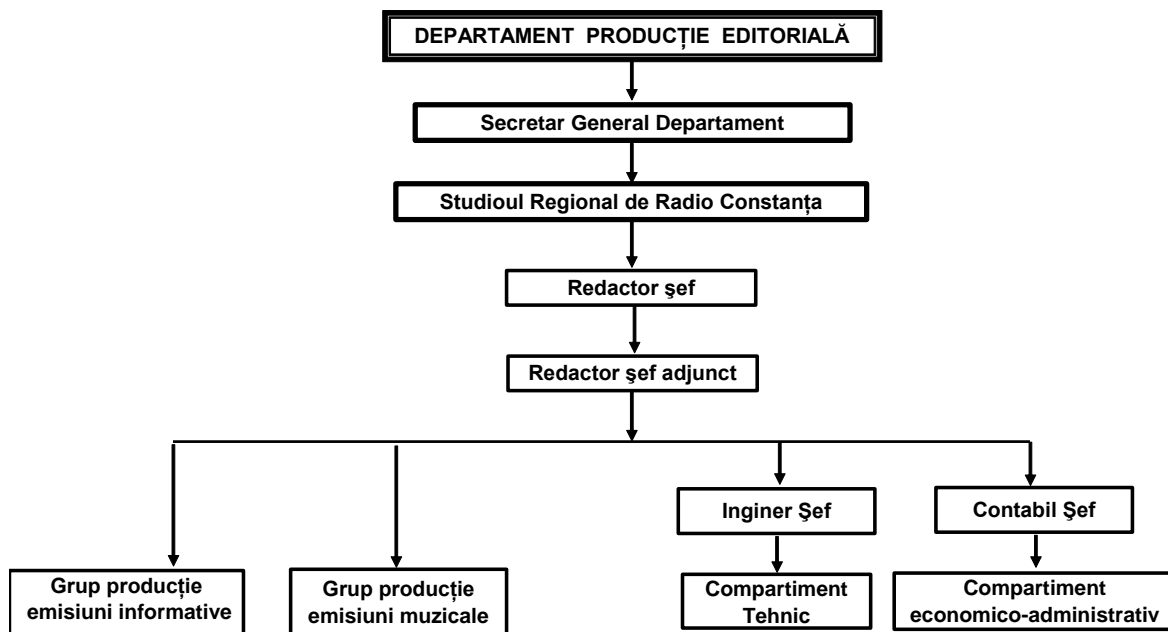 DEPARTAMENT PRODUCȚIE EDITORIALĂ
Secretar General Departament
Studioul Regional de Radio Constanța
Redactor şef
Redactor şef adjunct
Inginer Şef
Contabil Şef
Grup producție
emisiuni informative
Grup producție
emisiuni muzicale
Compartiment
Tehnic
Compartiment
economico-administrativ